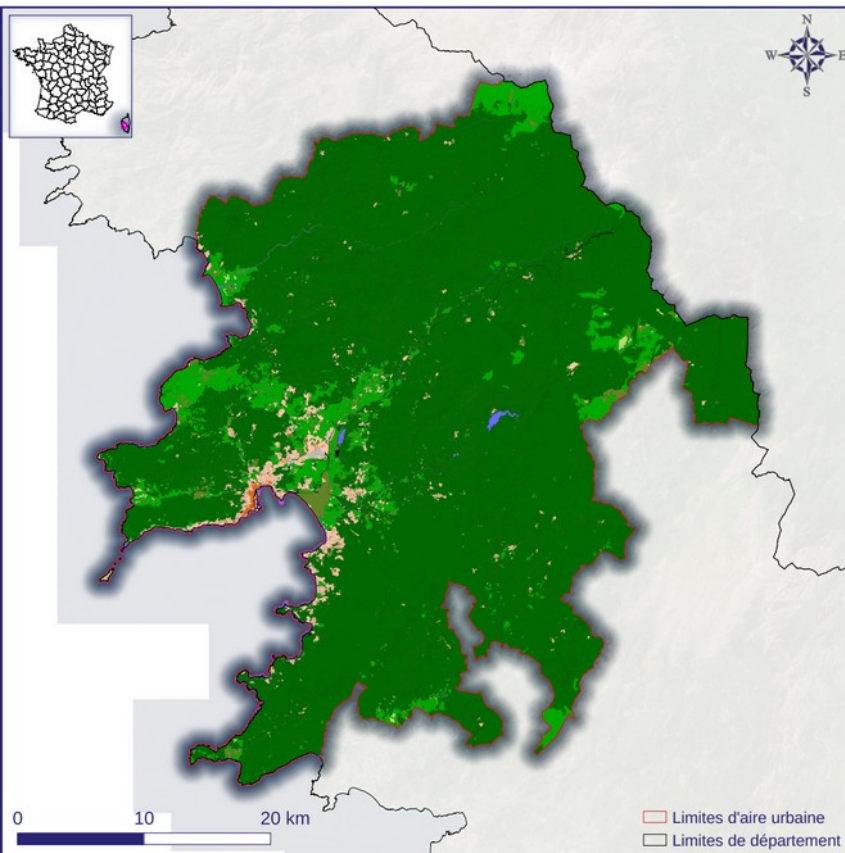 N
W E
S
0 10 20 km
Limites d'aire urbaine
Limites de département